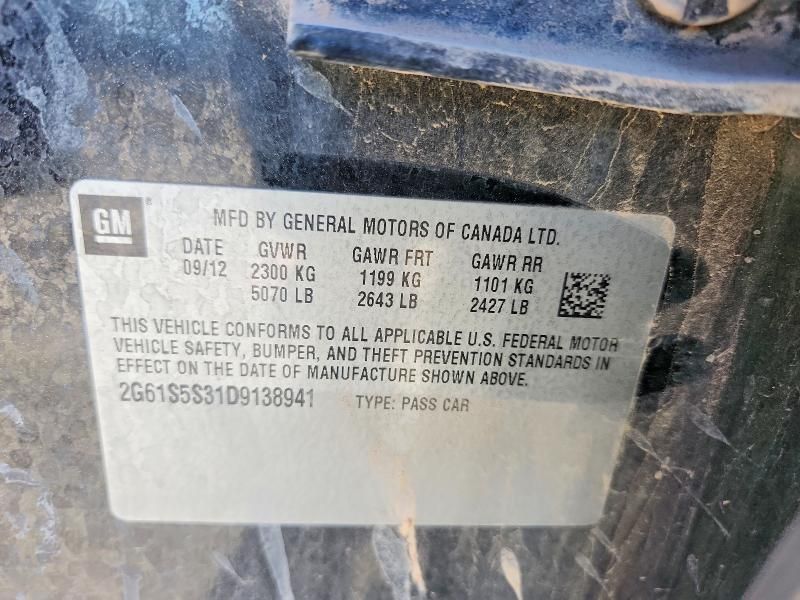 GM ®
MFD BY GENERAL MOTORS OF CANADA LTD.
DATE GVWR GAWR FRT GAWR RR
09/12 2300 KG 1199 KG 1101 KG
5070 LB 2643 LB 2427 LB
THIS VEHICLE CONFORMS TO ALL APPLICABLE U.S. FEDERAL MOTOR
VEHICLE SAFETY, BUMPER, AND THEFT PREVENTION STANDARDS IN
EFFECT ON THE DATE OF MANUFACTURE SHOWN ABOVE.
2G61S5S31D9138941 TYPE: PASS CAR